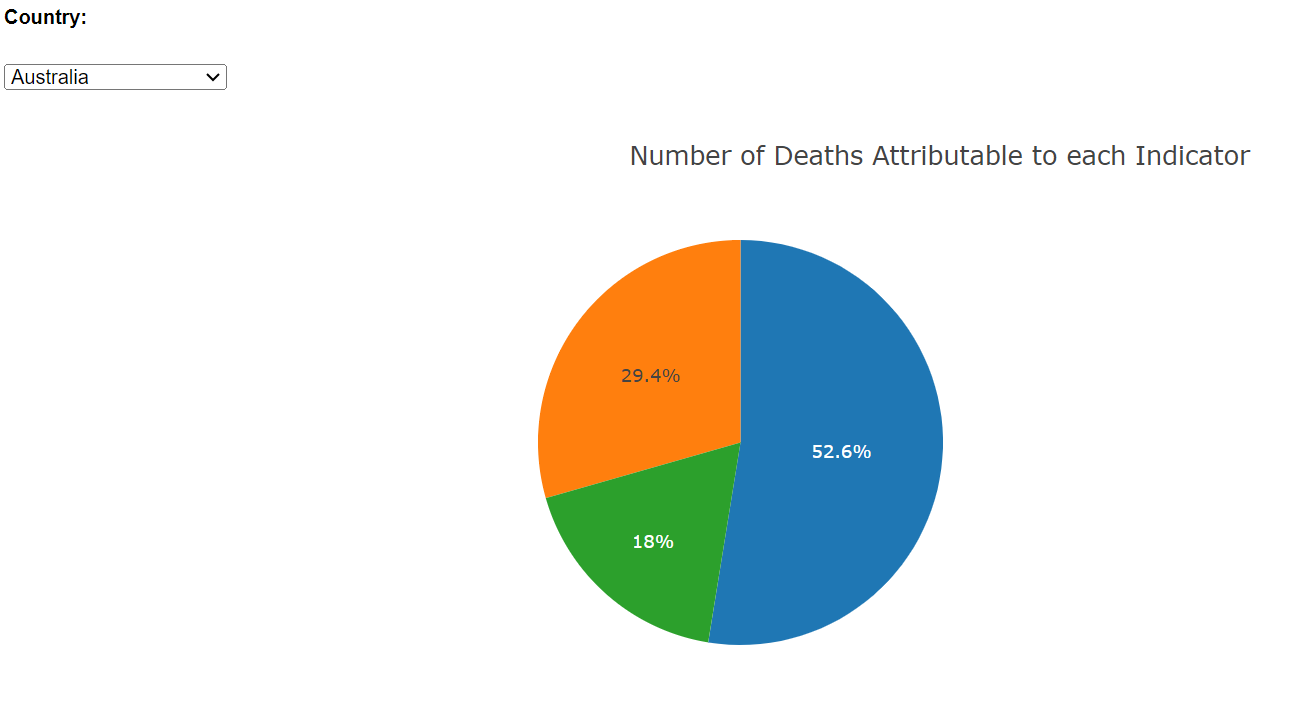 Country:
Australia
Number of Deaths Attributable to each Indicator
29.4%
52.6%
18%